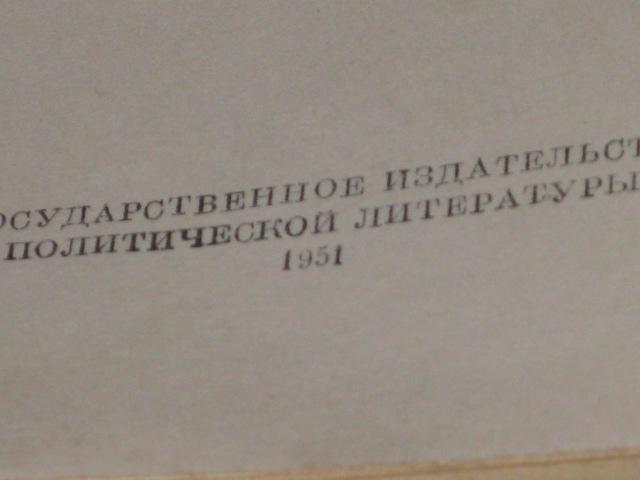 ОСУДАРСТВЕННОЕ ИЗДАТЕЛЬСТ
ПОЛИТИЧЕСКОЙ ЛИТЕРАТУРЫ
1951